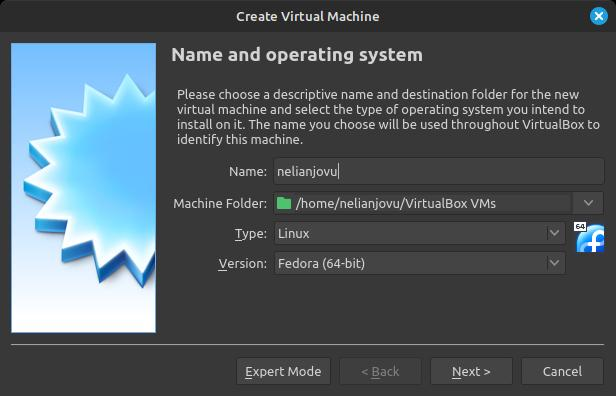 Create Virtual Machine
Name and operating system
Please choose a descriptive name and destination folder for the new
virtual machine and select the type of operating system you intend to
install on it. The name you choose will be used throughout VirtualBox to
identify this machine.
Name: nelianjovu
Machine Folder: /home/nelianjovu/VirtualBox VMs
Type: Linux
64
Version: Fedora (64-bit)
Expert Mode < Back Next > Cancel